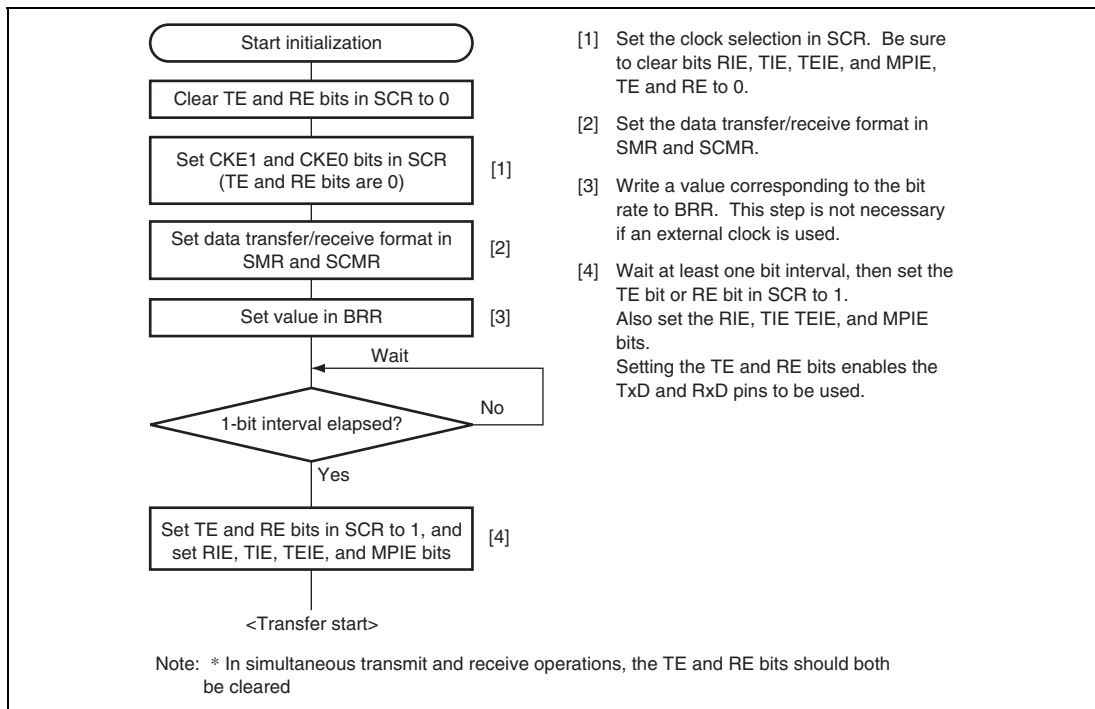 Start initialization
Clear TE and RE bits in SCR to 0
Set CKE1 and CKE0 bits in SCR
(TE and RE bits are 0)
[1]
Set data transfer/receive format in
SMR and SCMR
[2]
Set value in BRR
[3]
Wait
No
1-bit interval elapsed?
Yes
Set TE and RE bits in SCR to 1, and
set RIE, TIE, TEIE, and MPIE bits
[4]
<Transfer start>
[1] Set the clock selection in SCR. Be sure
to clear bits RIE, TIE, TEIE, and MPIE,
TE and RE to 0.
[2] Set the data transfer/receive format in
SMR and SCMR.
[3] Write a value corresponding to the bit
rate to BRR. This step is not necessary
if an external clock is used.
[4] Wait at least one bit interval, then set the
TE bit or RE bit in SCR to 1.
Also set the RIE, TIE TEIE, and MPIE
bits.
Setting the TE and RE bits enables the
TxD and RxD pins to be used.
Note: * In simultaneous transmit and receive operations, the TE and RE bits should both
be cleared